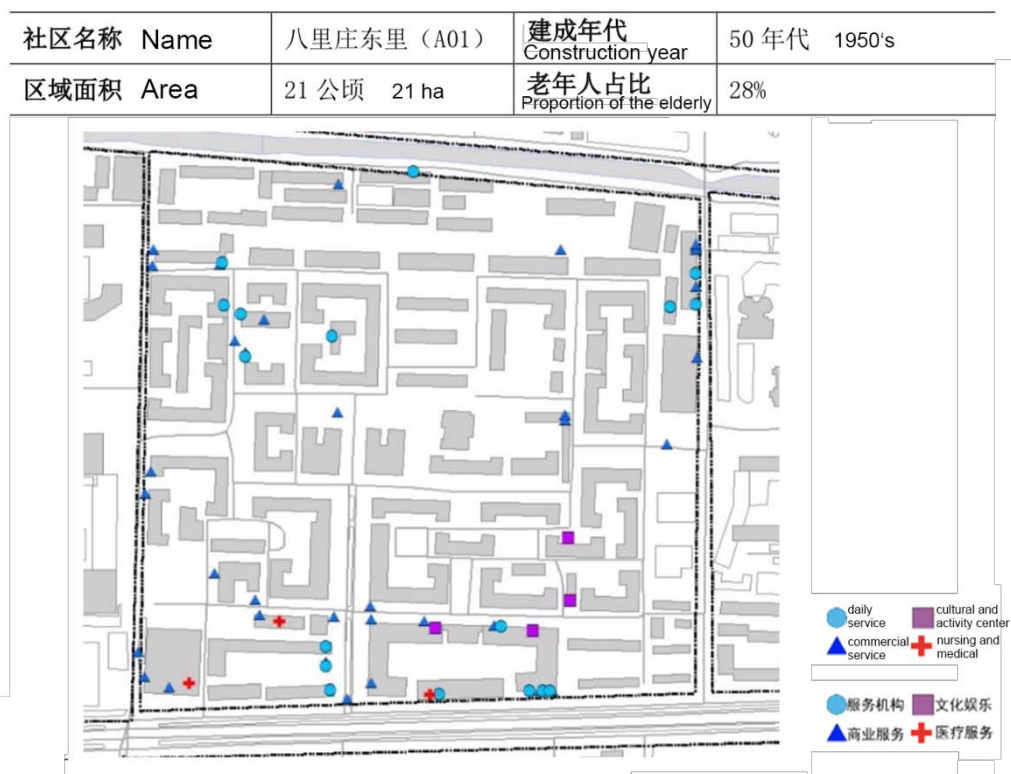 社区名称 Name 八里庄东里（A01） 建成年代 Construction year 50 年代 1950's
区域面积 Area 21 公顷 21 ha 老年人占比 Proportion of the elderly 28%
daily service
cultural and activity center
commercial service
nursing and medical
服务机构 文化娱乐
商业服务 医疗服务